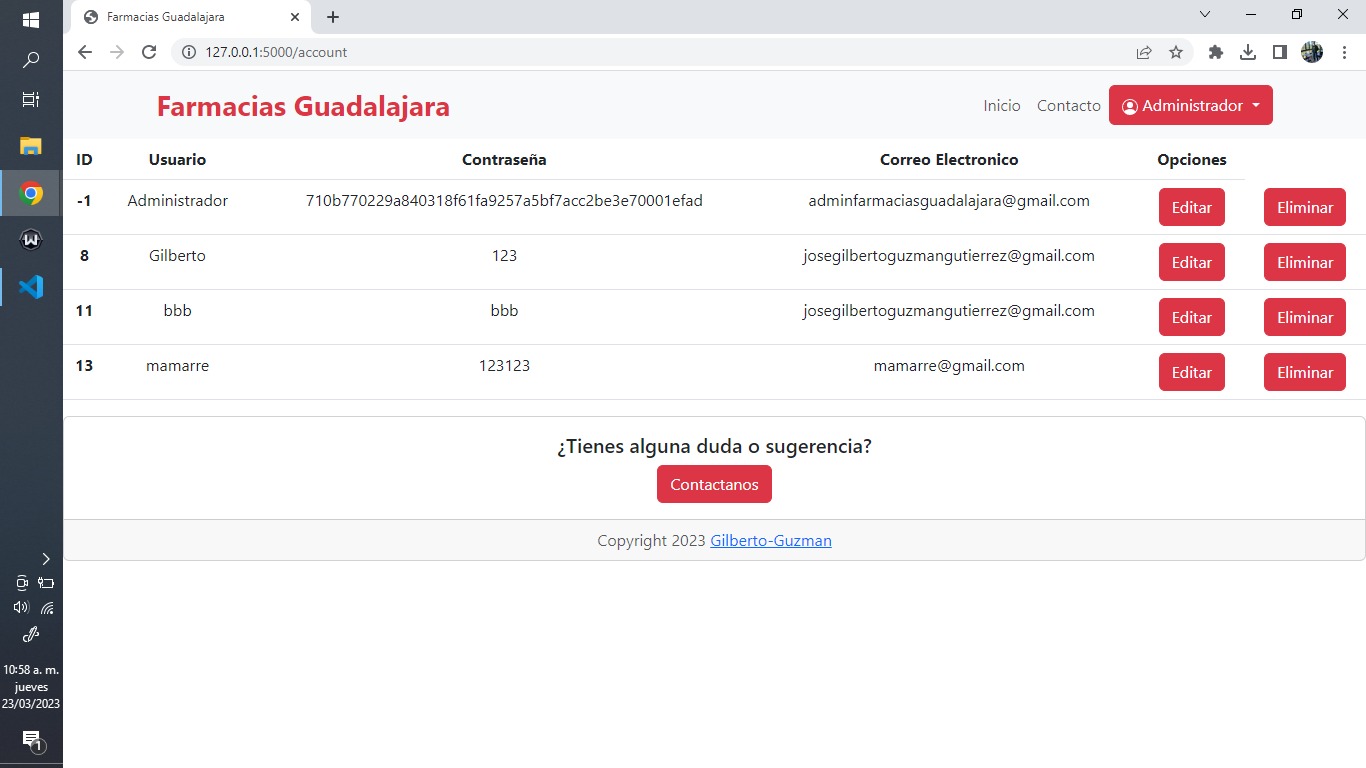 Farmacias Guadalajara
127.0.0.1:5000/account
Farmacias Guadalajara
Inicio Contacto Administrador
ID Usuario Contraseña Correo Electronico Opciones
-1 Administrador 710b770229a840318f61fa9257a5bf7acc2be3e70001efad adminfarmaciasguadalajara@gmail.com Editar Eliminar
8 Gilberto 123 josegilbertoguzmangutierrez@gmail.com Editar Eliminar
11 bbb bbb josegilbertoguzmangutierrez@gmail.com Editar Eliminar
13 mamarre 123123 mamarre@gmail.com Editar Eliminar
¿Tienes alguna duda o sugerencia?
Contactanos
Copyright 2023 Gilberto-Guzman
10:58 a. m.
jueves
23/03/2023
1